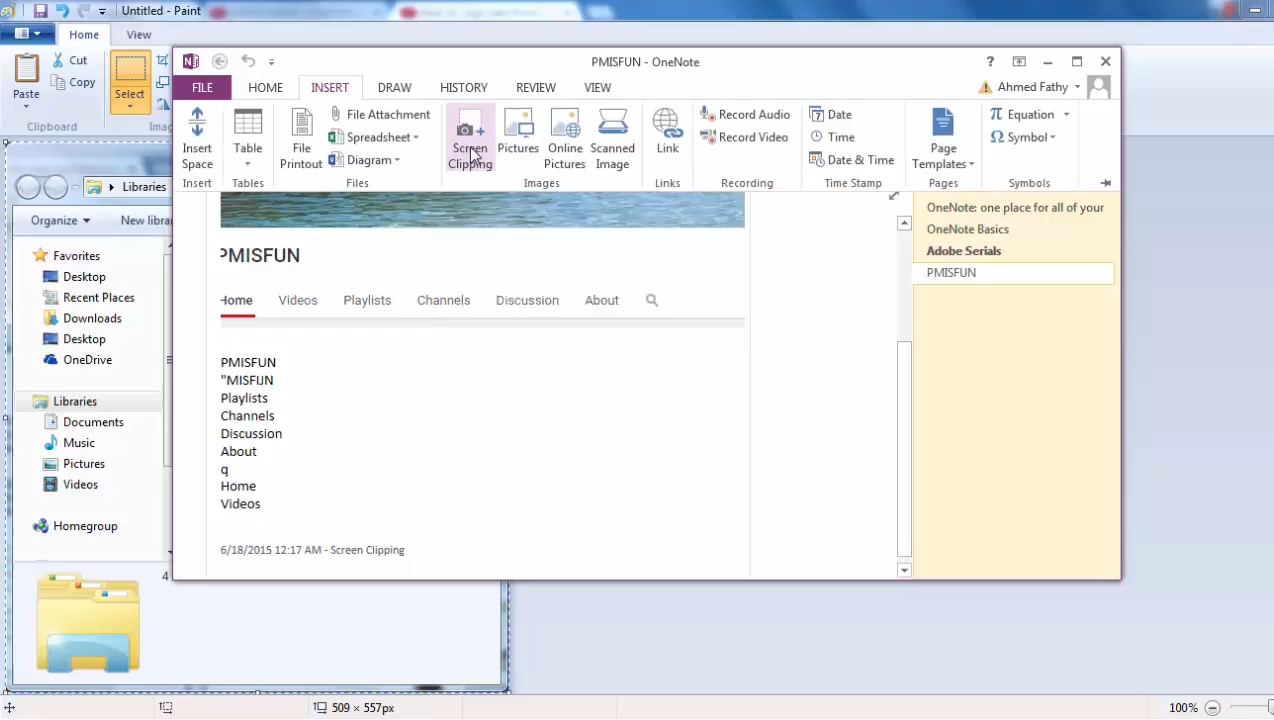 Untitled - Paint
Home View
Paste
Cut
Copy
Select
Clipboard
PMISFUN - OneNote
FILE HOME INSERT DRAW HISTORY REVIEW VIEW
Ahmed Fathy
Insert Space
Table
File Printout
File Attachment
Spreadsheet
Diagram
Screen Clipping
Pictures
Online Pictures
Scanned Image
Link
Record Audio
Record Video
Date
Time
Date & Time
Page Templates
Equation
Symbol
Insert Tables Files Images Links Recording Time Stamp Pages Symbols
Libraries
Organize
Favorites
Desktop
Recent Places
Downloads
Desktop
OneDrive
Libraries
Documents
Music
Pictures
Videos
Homegroup
4
PMISFUN
Home Videos Playlists Channels Discussion About
PMISFUN
"MISFIJN
Playlists
Channels
Discussion
About
q
Home
Videos
6/18/2015 12:17 AM - Screen Clipping
OneNote: one place for all of your
OneNote Basics
Adobe Serials
PMISFUN
509 × 557px
100%